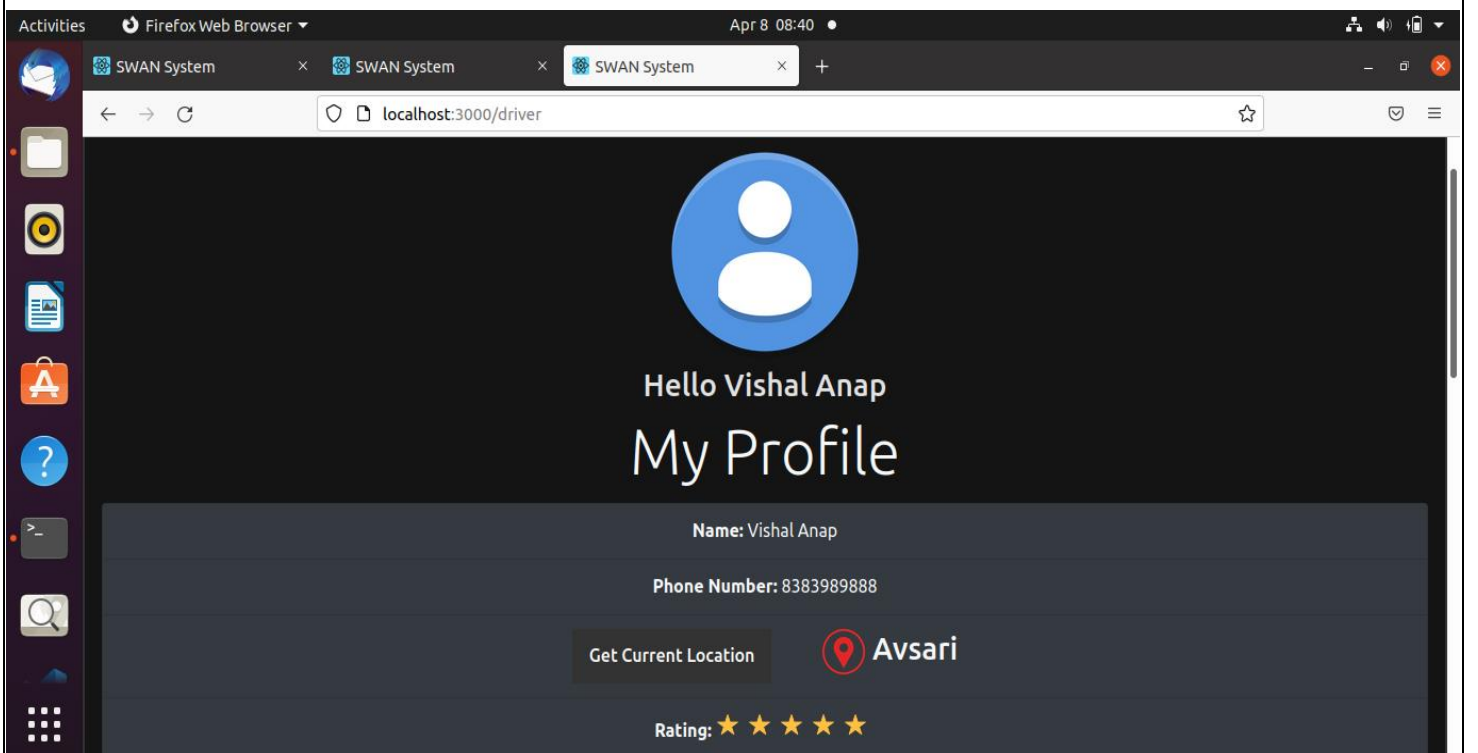 Activities Firefox Web Browser Apr 8 08:40
SWAN System SWAN System SWAN System
localhost:3000/driver
Hello Vishal Anap
My Profile
Name: Vishal Anap
Phone Number: 8383989888
Get Current Location Avsari
Rating: